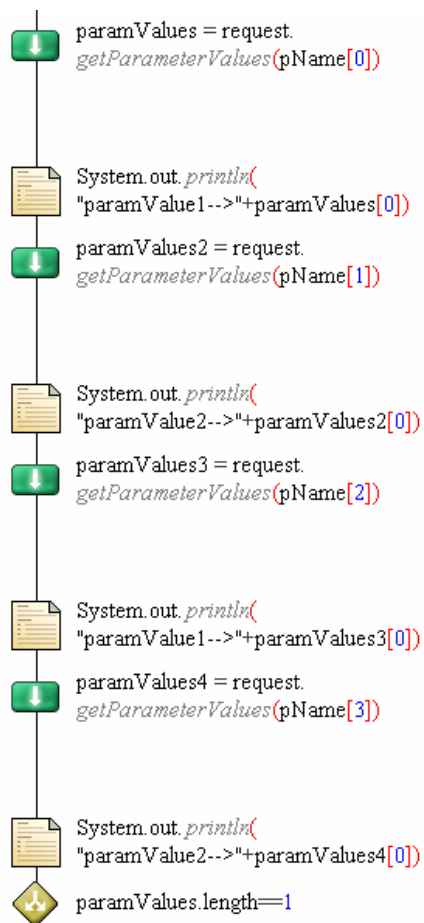 paramValues = request.
getParameterValues(pName[0])
System.out.println(
"paramValue1-->"+paramValues[0])
paramValues2 = request.
getParameterValues(pName[1])
System.out.println(
"paramValue2-->"+paramValues2[0])
paramValues3 = request.
getParameterValues(pName[2])
System.out.println(
"paramValue1-->"+paramValues3[0])
paramValues4 = request.
getParameterValues(pName[3])
System.out.println(
"paramValue2-->"+paramValues4[0])
paramValues.length==1